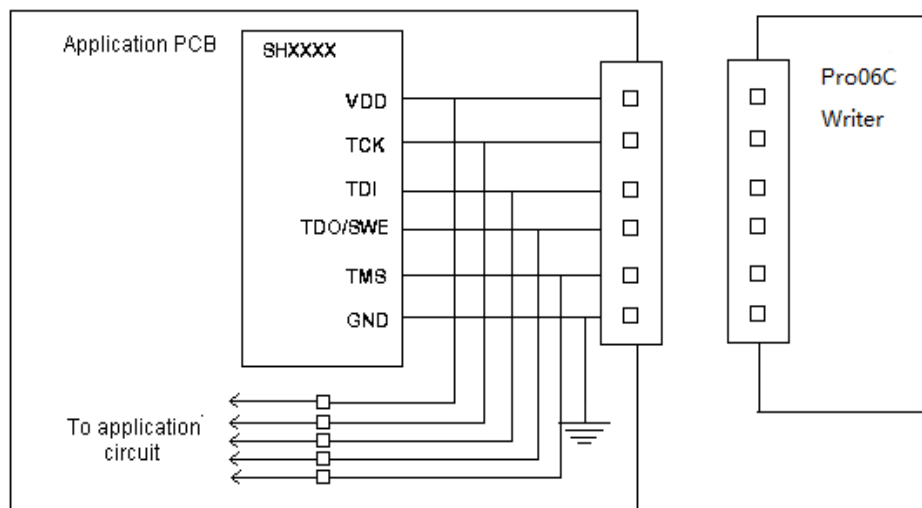 Application PCB
SHXXXX
VDD
TCK
TDI
TDO/SWE
TMS
GND
To application
circuit
Pro06C
Writer